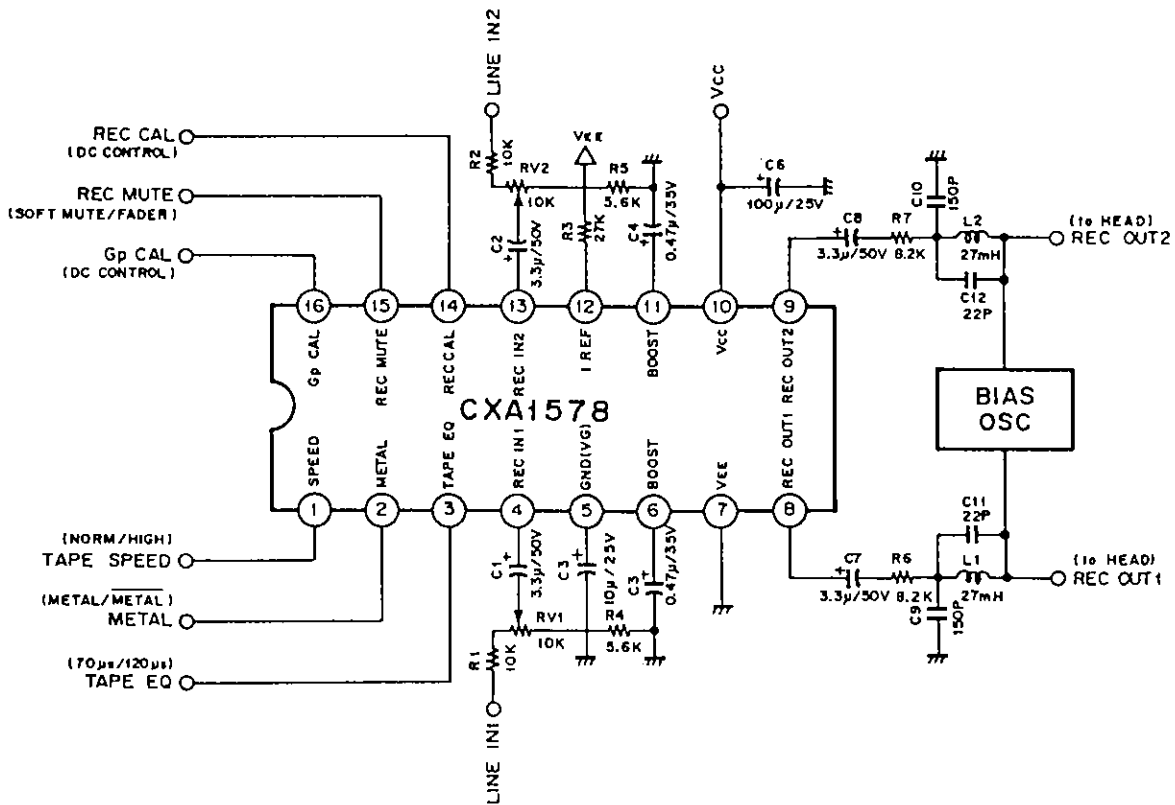 LINE IN2
VCC
REC CAL
(DC CONTROL)
REC MUTE
(SOFT MUTE/FADER)
Gp CAL
(DC CONTROL)
R2
10K
RV2
10K
VEE
R5
5.6K
C2
3.3μ/50V
R3
27K
C4
0.47μ/35V
C6
100μ/25V
C8
3.3μ/50V
R7
8.2K
C10
150P
L2
27mH
C12
22P
(to HEAD)
REC OUT2
16
15
14
13
12
11
10
9
Gp CAL
REC MUTE
REC CAL
REC IN2
I REF
BOOST
VCC
REC OUT2
CXA1578
BIAS
OSC
SPEED
METAL
TAPE EQ
REC IN1
GND(VG)
BOOST
VEE
REC OUT1
1
2
3
4
5
6
7
8
(NORM/HIGH)
TAPE SPEED
(METAL/M̅E̅T̅A̅L̅)
METAL
(70μs/120μs)
TAPE EQ
C1
3.3μ/50V
C3
10μ/25V
C3
0.47μ/35V
R1
10K
RV1
10K
R4
5.6K
LINE IN1
C7
3.3μ/50V
R6
8.2K
C9
150P
C11
22P
L1
27mH
(to HEAD)
REC OUT1